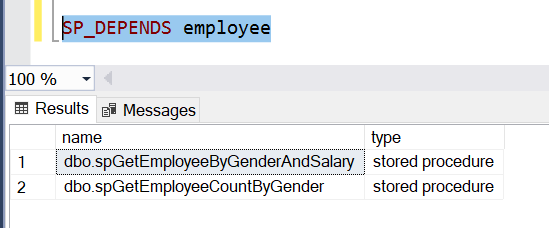 SP_DEPENDS employee
100 %
Results Messages
name type
1 dbo.spGetEmployeeByGenderAndSalary stored procedure
2 dbo.spGetEmployeeCountByGender stored procedure